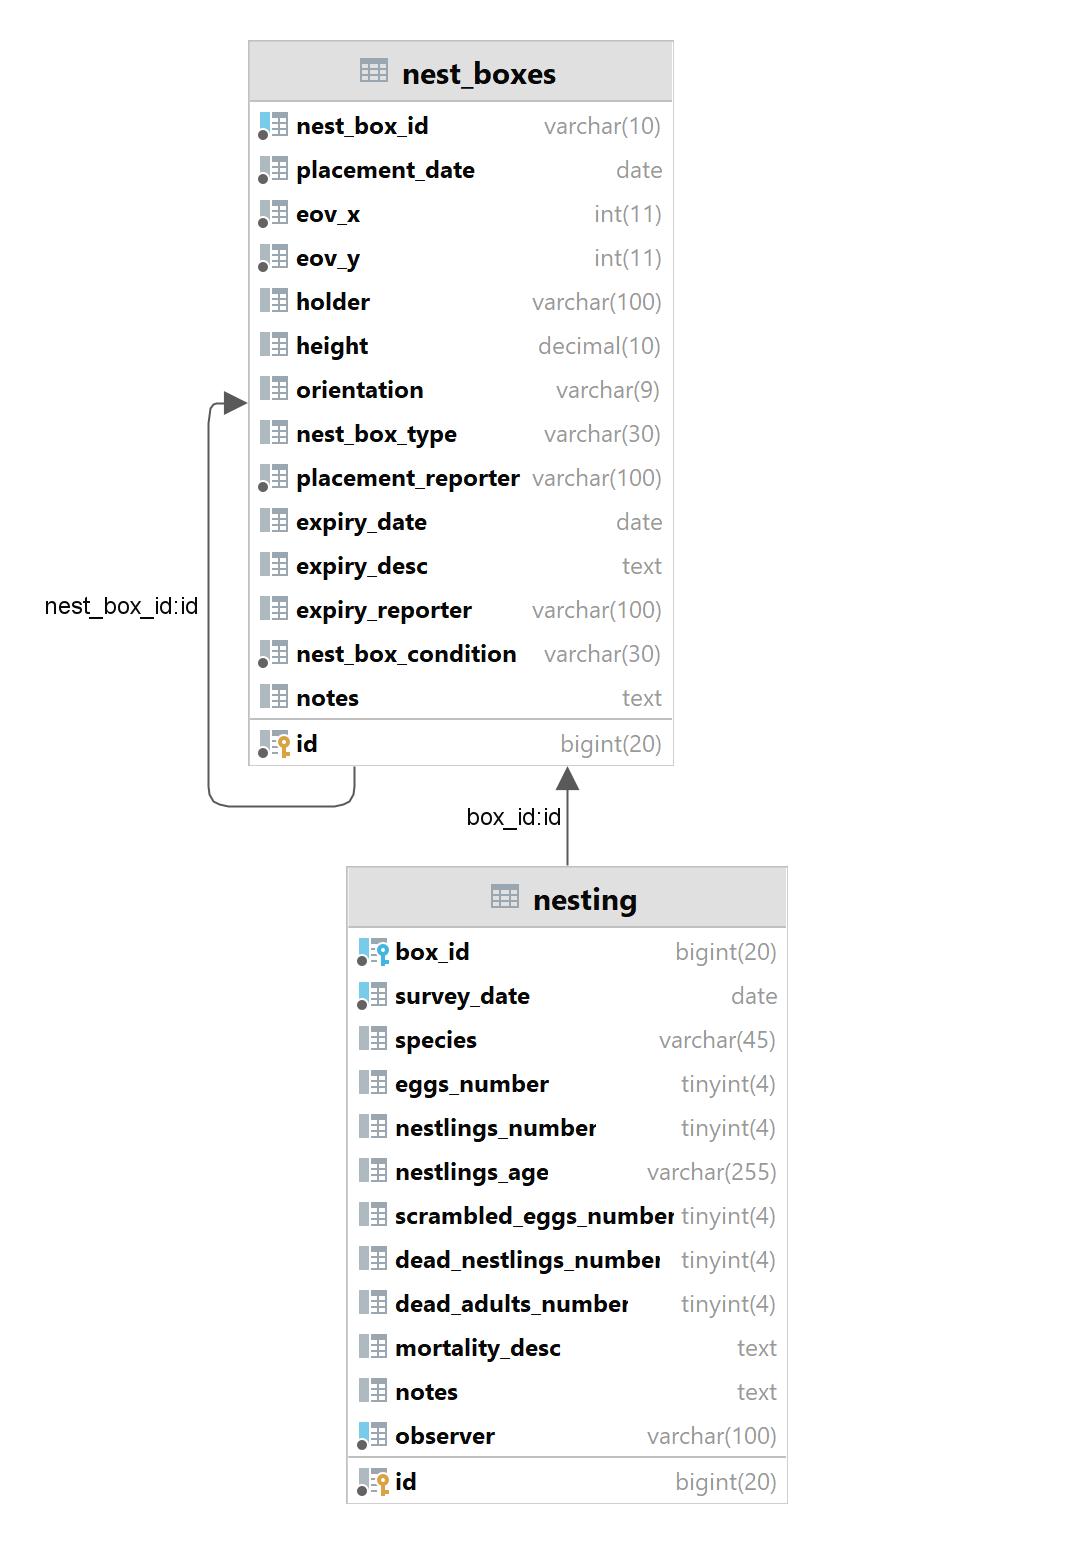 nest_boxes
nest_box_id varchar(10)
placement_date date
eov_x int(11)
eov_y int(11)
holder varchar(100)
height decimal(10)
orientation varchar(9)
nest_box_type varchar(30)
placement_reporter varchar(100)
expiry_date date
expiry_desc text
expiry_reporter varchar(100)
nest_box_condition varchar(30)
notes text
id bigint(20)
nest_box_id:id
box_id:id
nesting
box_id bigint(20)
survey_date date
species varchar(45)
eggs_number tinyint(4)
nestlings_number tinyint(4)
nestlings_age varchar(255)
scrambled_eggs_number tinyint(4)
dead_nestlings_number tinyint(4)
dead_adults_number tinyint(4)
mortality_desc text
notes text
observer varchar(100)
id bigint(20)